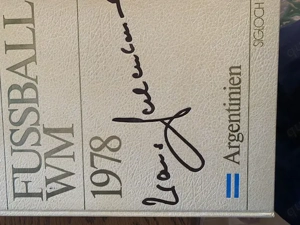 FUSSBALL
WM
1978
Argentinien
SIGLOCH